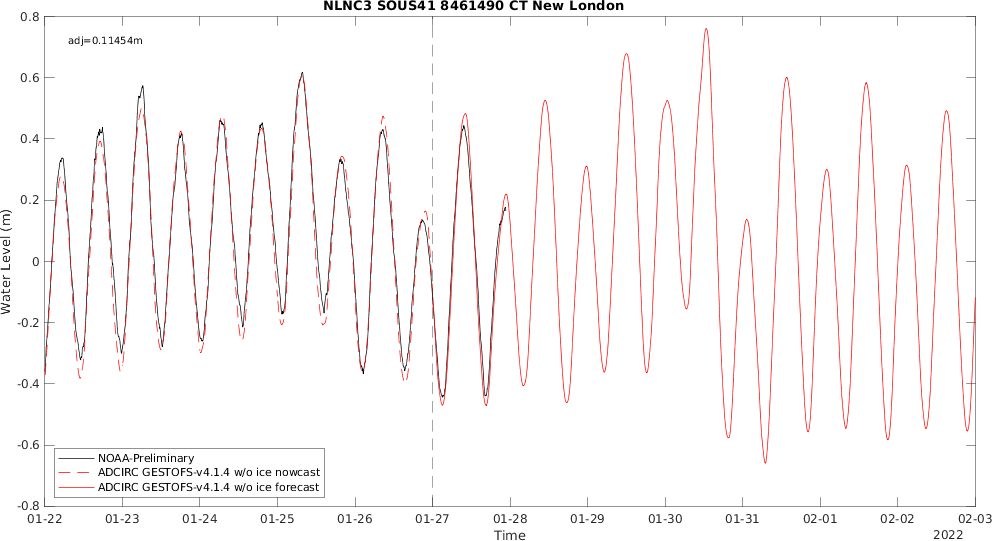 NLNC3 SOUS41 8461490 CT New London
adj=0.11454m
0.8
0.6
0.4
0.2
0
-0.2
-0.4
-0.6
-0.8
Water Level (m)
NOAA-Preliminary
ADCIRC GESTOFS-v4.1.4 w/o ice nowcast
ADCIRC GESTOFS-v4.1.4 w/o ice forecast
01-22 01-23 01-24 01-25 01-26 01-27 01-28 01-29 01-30 01-31 02-01 02-02 02-03
Time
2022